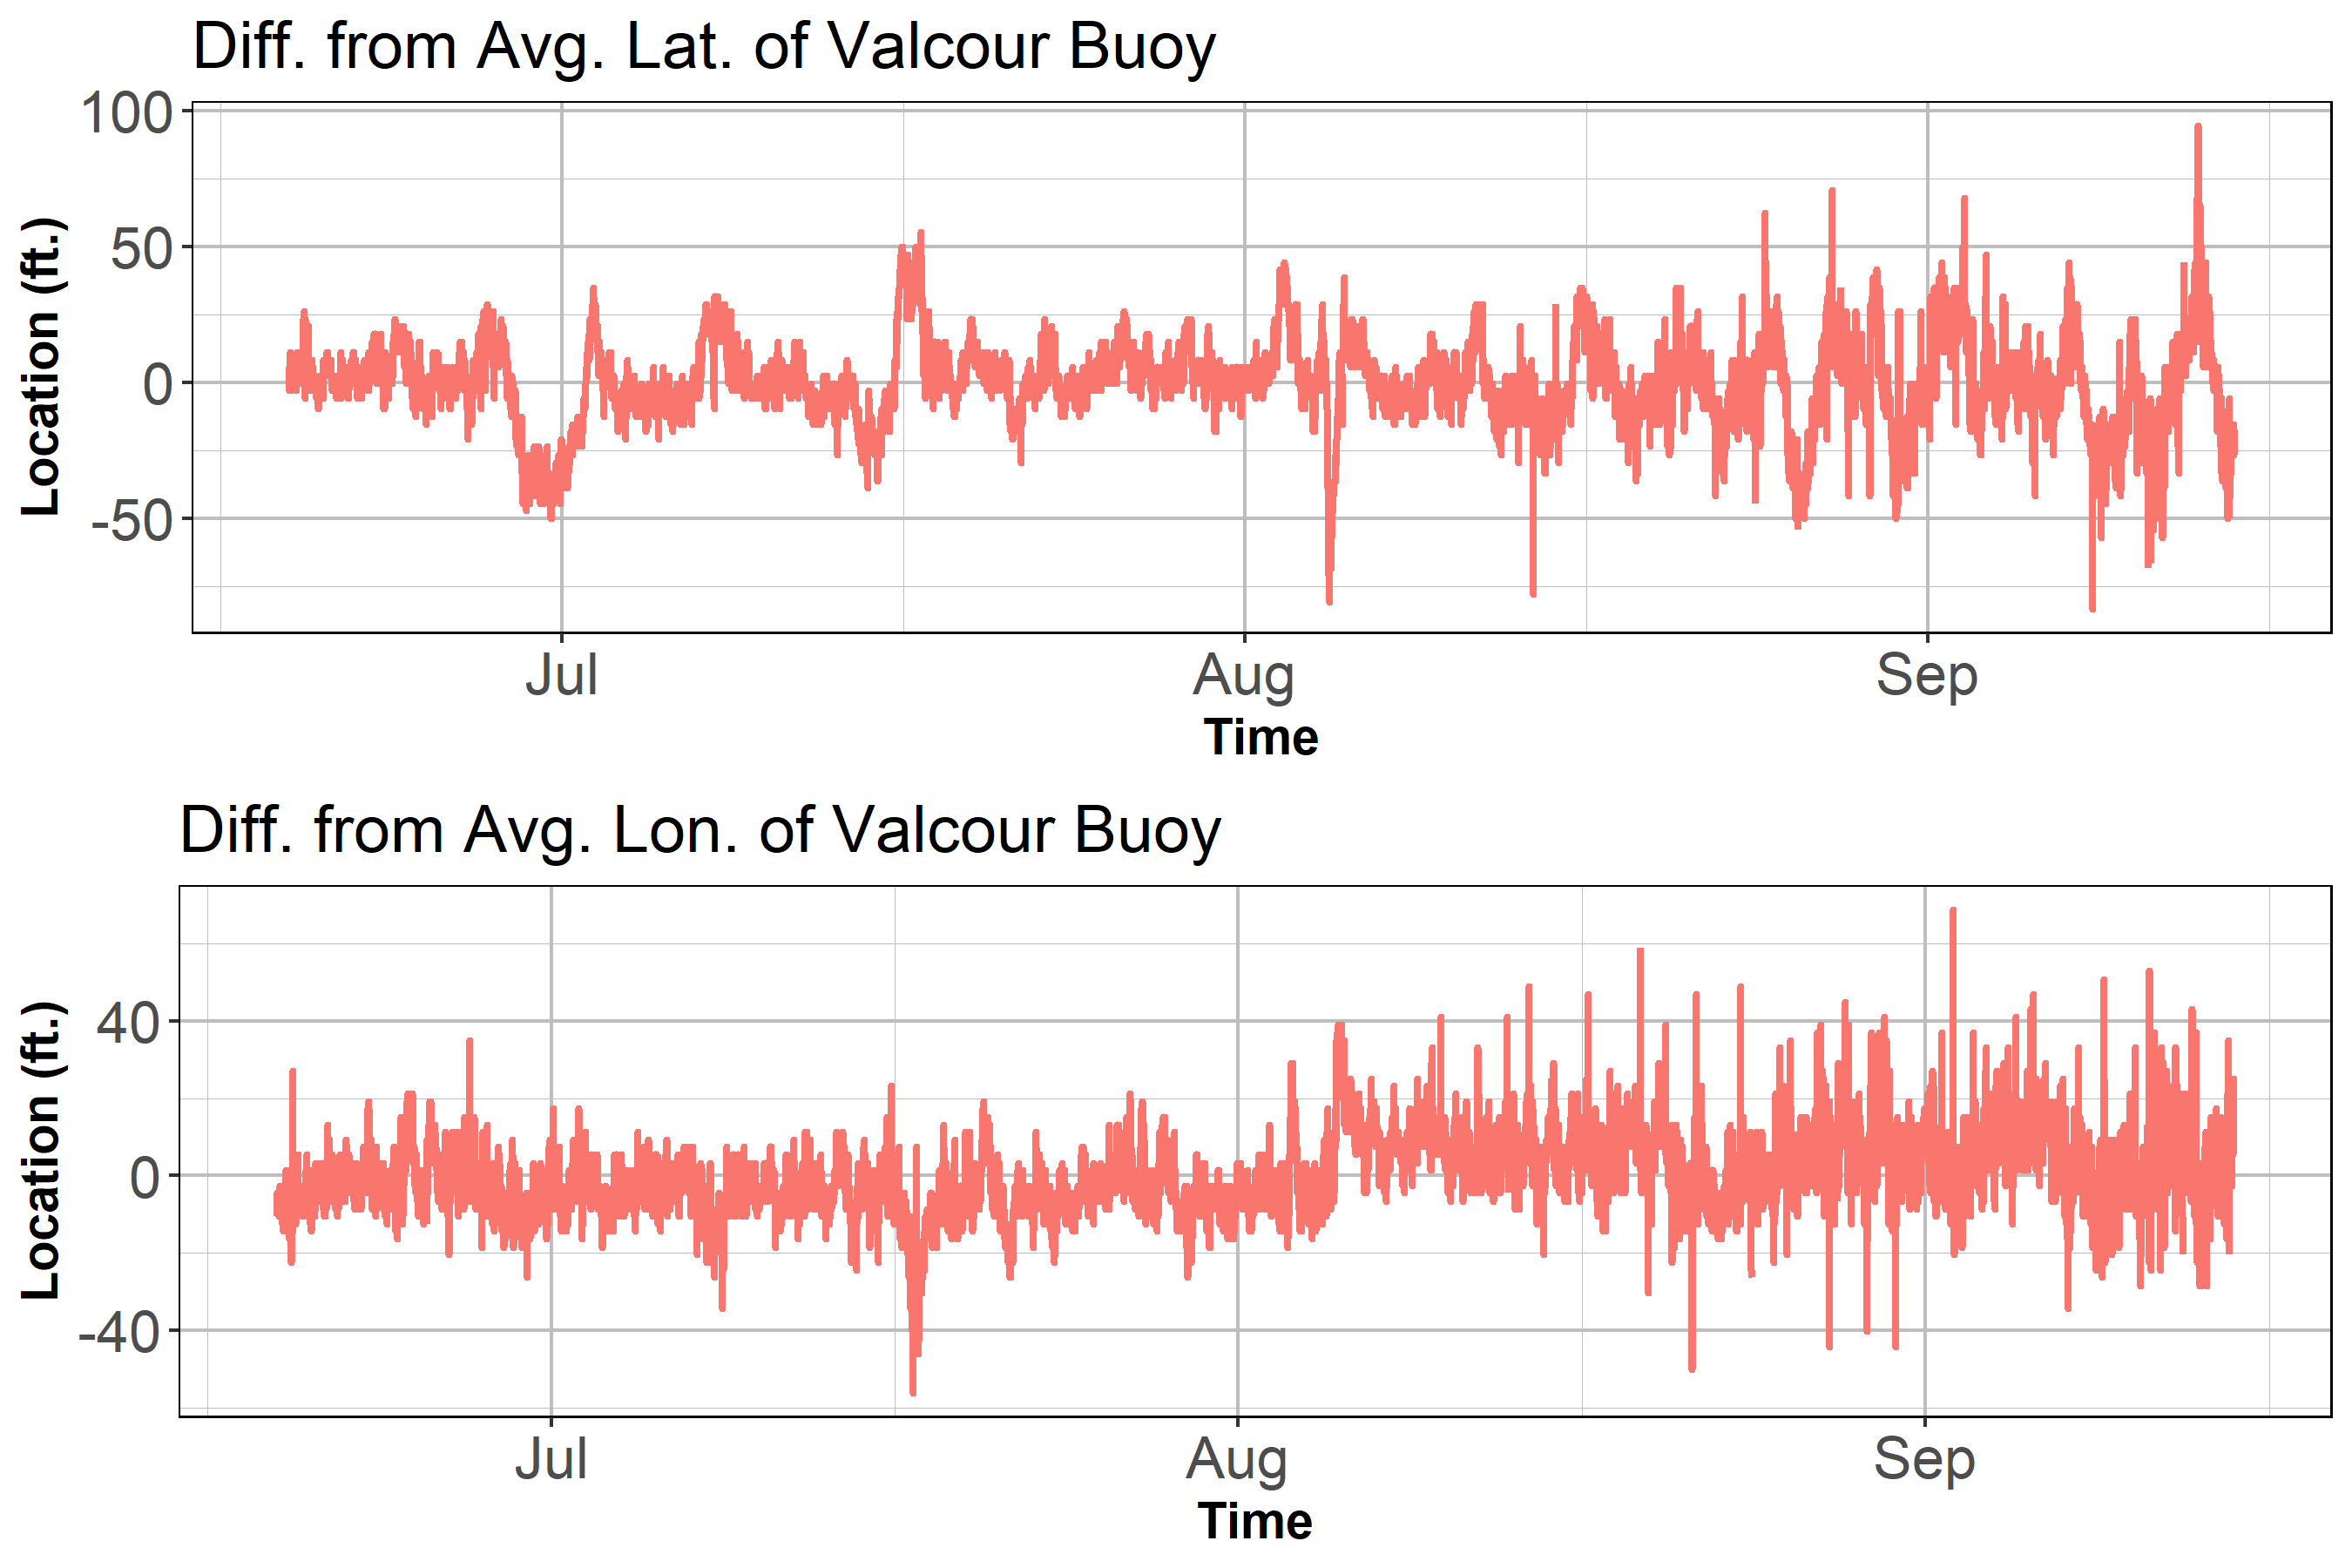 Diff. from Avg. Lat. of Valcour Buoy
100
50
0
-50
Location (ft.)
Jul Aug Sep
Time
Diff. from Avg. Lon. of Valcour Buoy
40
0
-40
Location (ft.)
Jul Aug Sep
Time